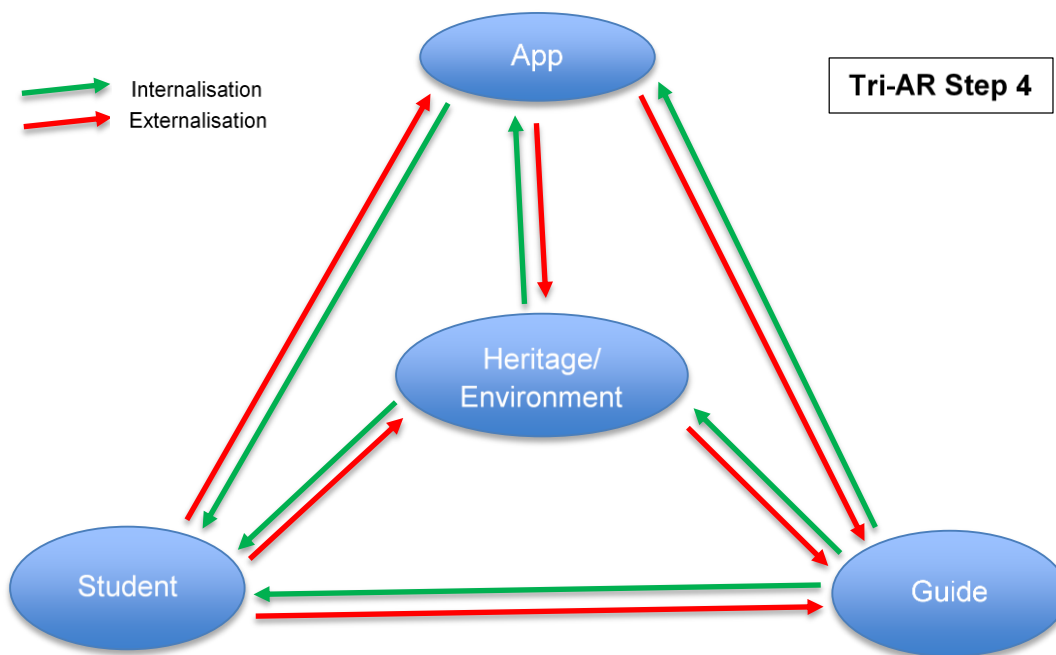 App
Tri-AR Step 4
Internalisation
Externalisation
Heritage/
Environment
Student
Guide